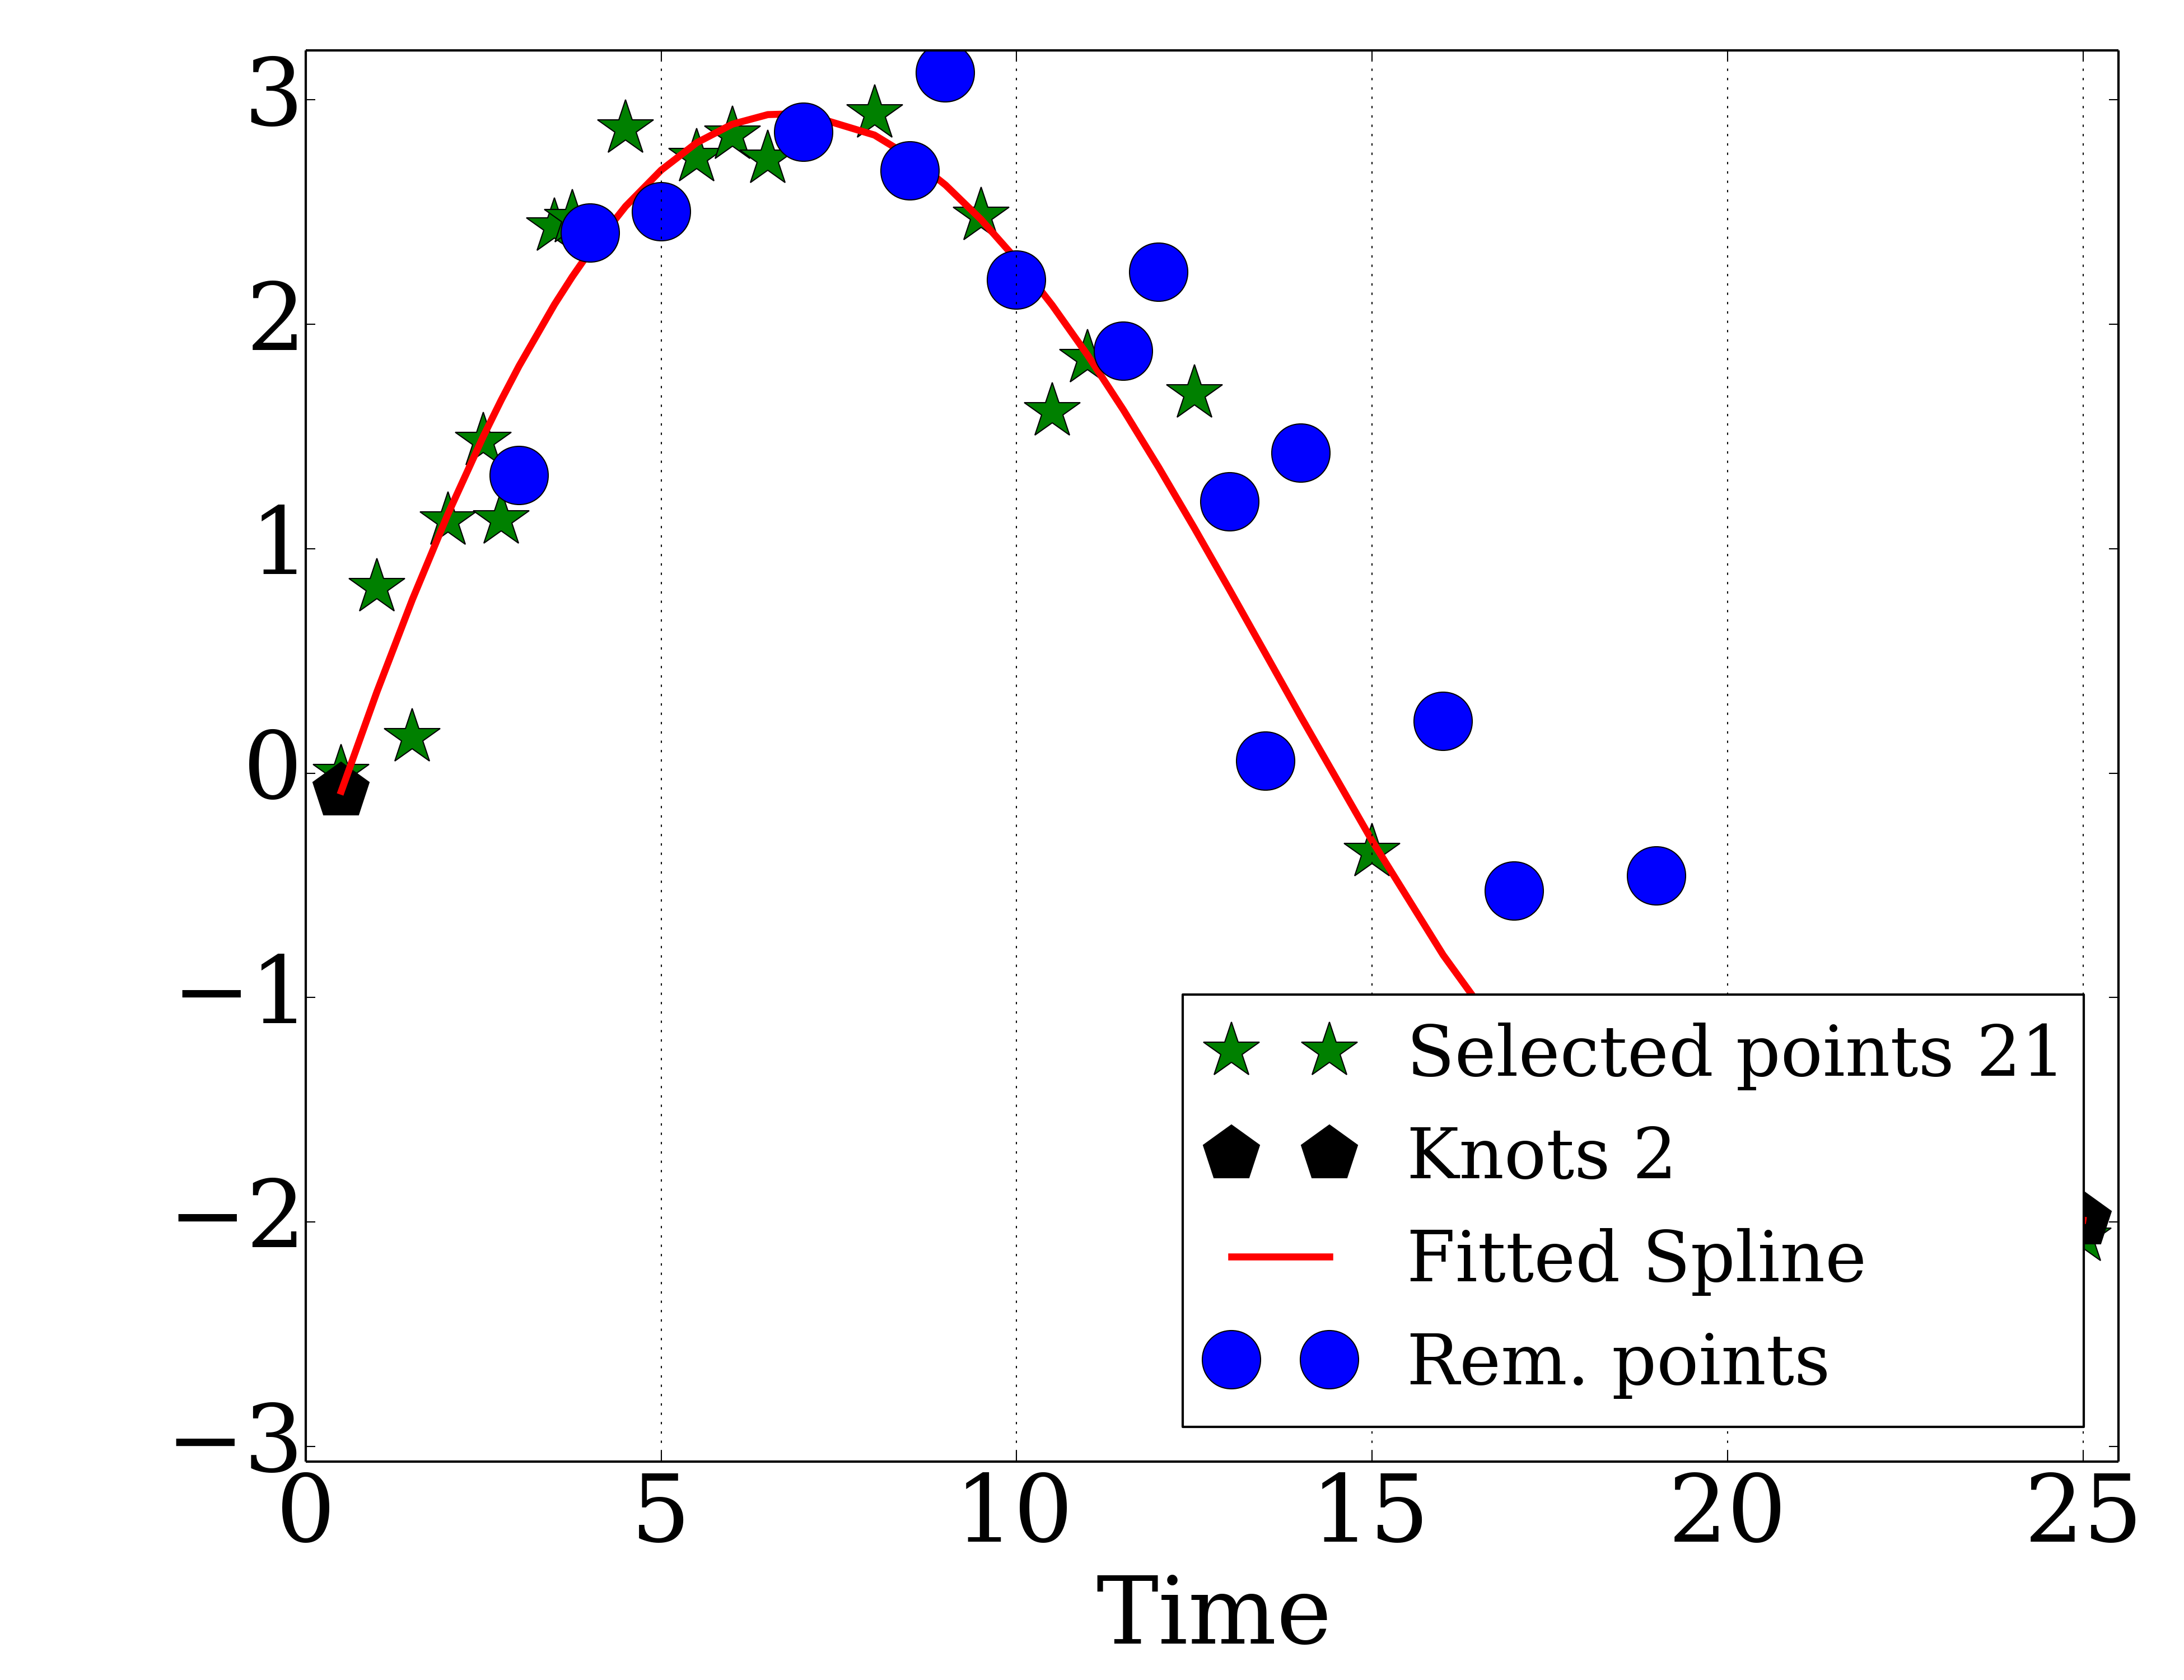 3
2
1
0
−1
−2
−3
0 5 10 15 20 25
Time
Selected points 21
Knots 2
Fitted Spline
Rem. points